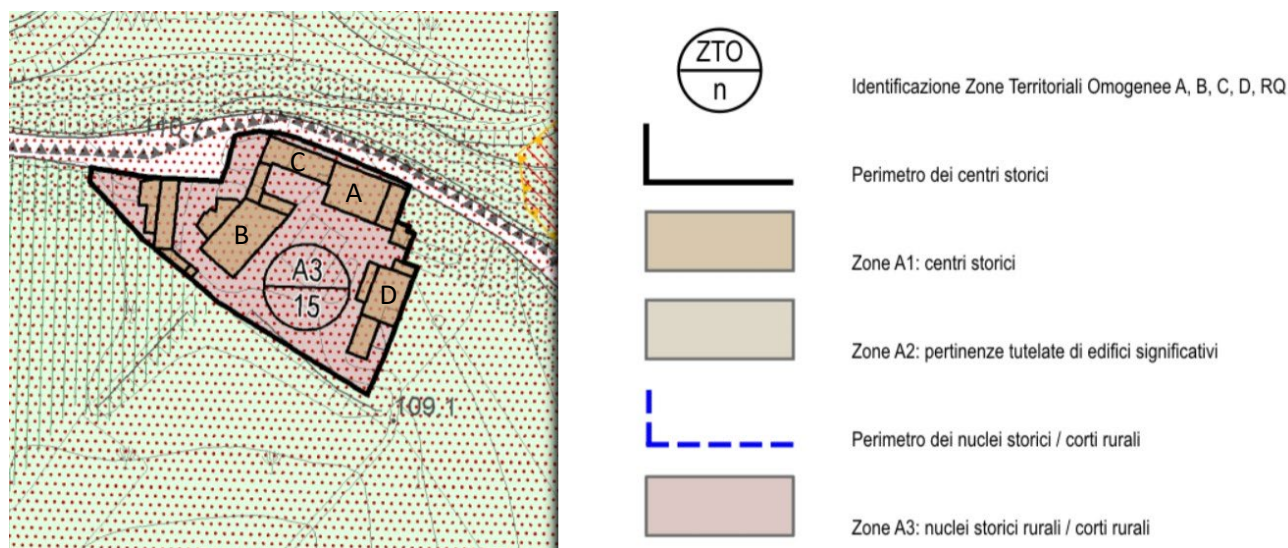 C
A
B
A3
15
D
109.1
ZTO
n
Identificazione Zone Territoriali Omogenee A, B, C, D, RQ
Perimetro dei centri storici
Zone A1: centri storici
Zone A2: pertinenze tutelate di edifici significativi
Perimetro dei nuclei storici / corti rurali
Zone A3: nuclei storici rurali / corti rurali